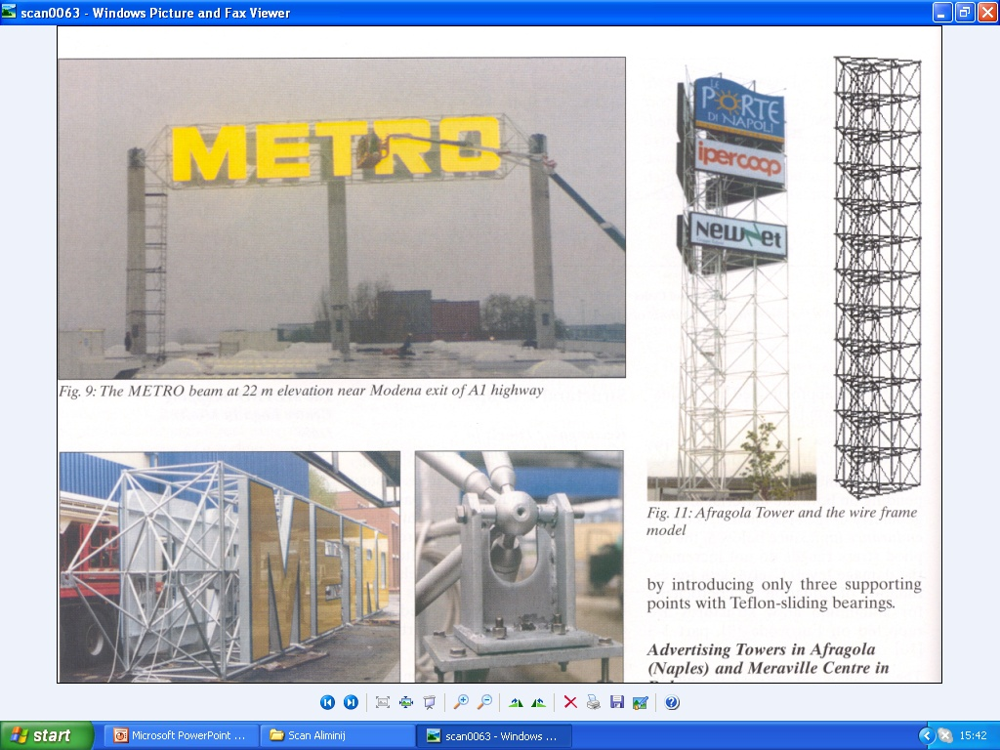 scan0063 - Windows Picture and Fax Viewer
METRO
Fig. 9: The METRO beam at 22 m elevation near Modena exit of A1 highway
M
LE
PORTE
DI NAPOLI
ipercoop
NewNet
Fig. 11: Afragola Tower and the wire frame
model
by introducing only three supporting
points with Teflon-sliding bearings.
Advertising Towers in Afragola
(Naples) and Meraville Centre in
start
Microsoft PowerPoint ...
Scan Aliminij
scan0063 - Windows ...
15:42